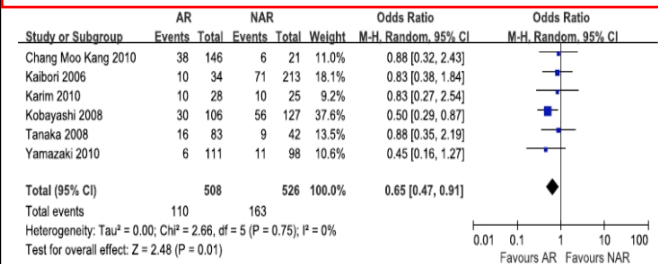 AR NAR Odds Ratio Odds Ratio
Study or Subgroup Events Total Events Total Weight M-H, Random, 95% CI M-H, Random, 95% CI
Chang Moo Kang 2010 38 146 6 21 11.0% 0.88 [0.32, 2.43]
Kaibori 2006 10 34 71 213 18.1% 0.83 [0.38, 1.84]
Karim 2010 10 28 10 25 9.2% 0.83 [0.27, 2.54]
Kobayashi 2008 30 106 56 127 37.6% 0.50 [0.29, 0.87]
Tanaka 2008 16 83 9 42 13.5% 0.88 [0.35, 2.19]
Yamazaki 2010 6 111 11 98 10.6% 0.45 [0.16, 1.27]
Total (95% CI) 508 526 100.0% 0.65 [0.47, 0.91]
Total events 110 163
Heterogeneity: Tau² = 0.00; Chi² = 2.66, df = 5 (P = 0.75); I² = 0%
Test for overall effect: Z = 2.48 (P = 0.01)
0.01 0.1 1 10 100
Favours AR Favours NAR